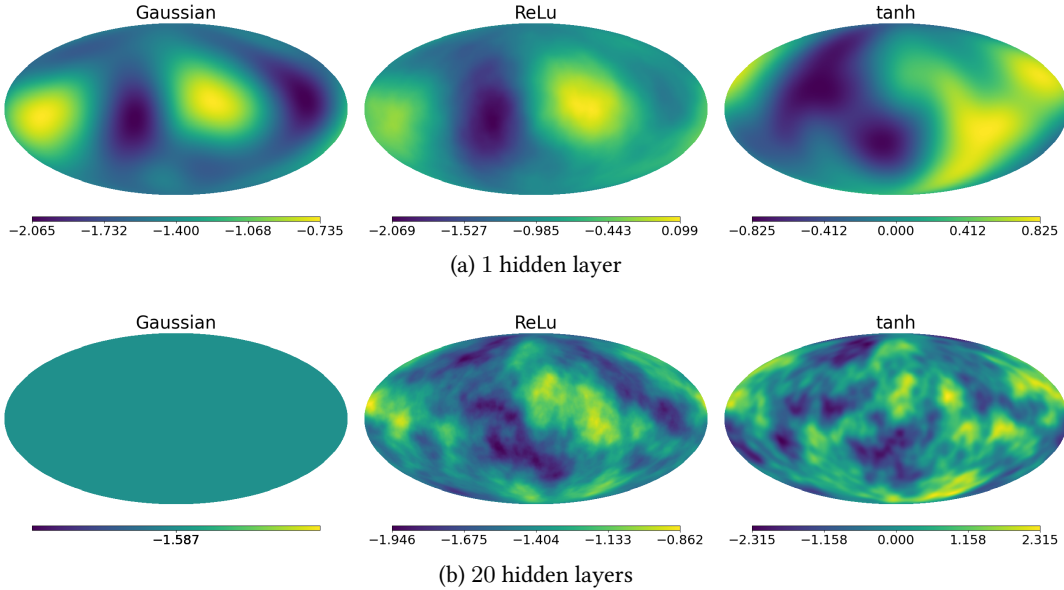 Gaussian ReLu tanh
−2.065 −1.732 −1.400 −1.068 −0.735 −2.069 −1.527 −0.985 −0.443 0.099 −0.825 −0.412 0.000 0.412 0.825
(a) 1 hidden layer
Gaussian ReLu tanh
−1.587 −1.946 −1.675 −1.404 −1.133 −0.862 −2.315 −1.158 0.000 1.158 2.315
(b) 20 hidden layers